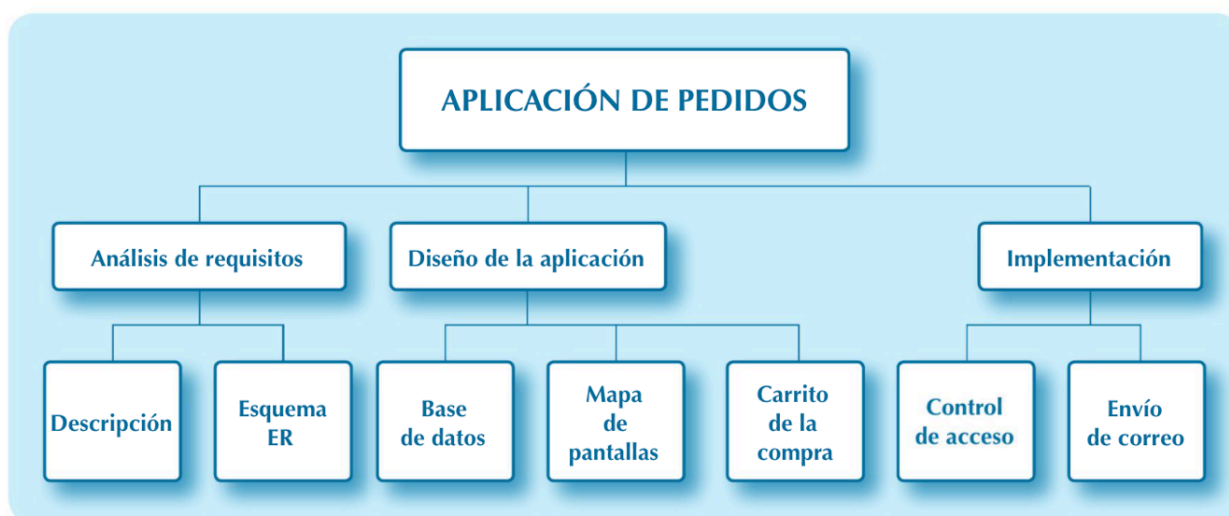 APLICACIÓN DE PEDIDOS
Análisis de requisitos
Diseño de la aplicación
Implementación
Descripción
Esquema
ER
Base
de datos
Mapa
de
pantallas
Carrito
de la
compra
Control
de acceso
Envío
de correo